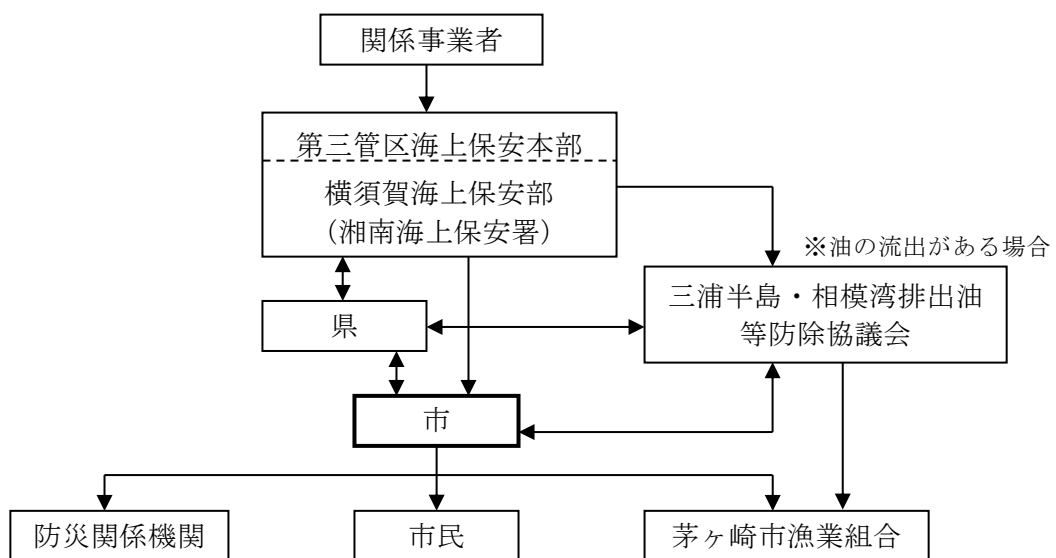 関係事業者
第三管区海上保安本部
横須賀海上保安部
（湘南海上保安署）
※油の流出がある場合
三浦半島・相模湾排出油
等防除協議会
県
市
防災関係機関
市民
茅ヶ崎市漁業組合